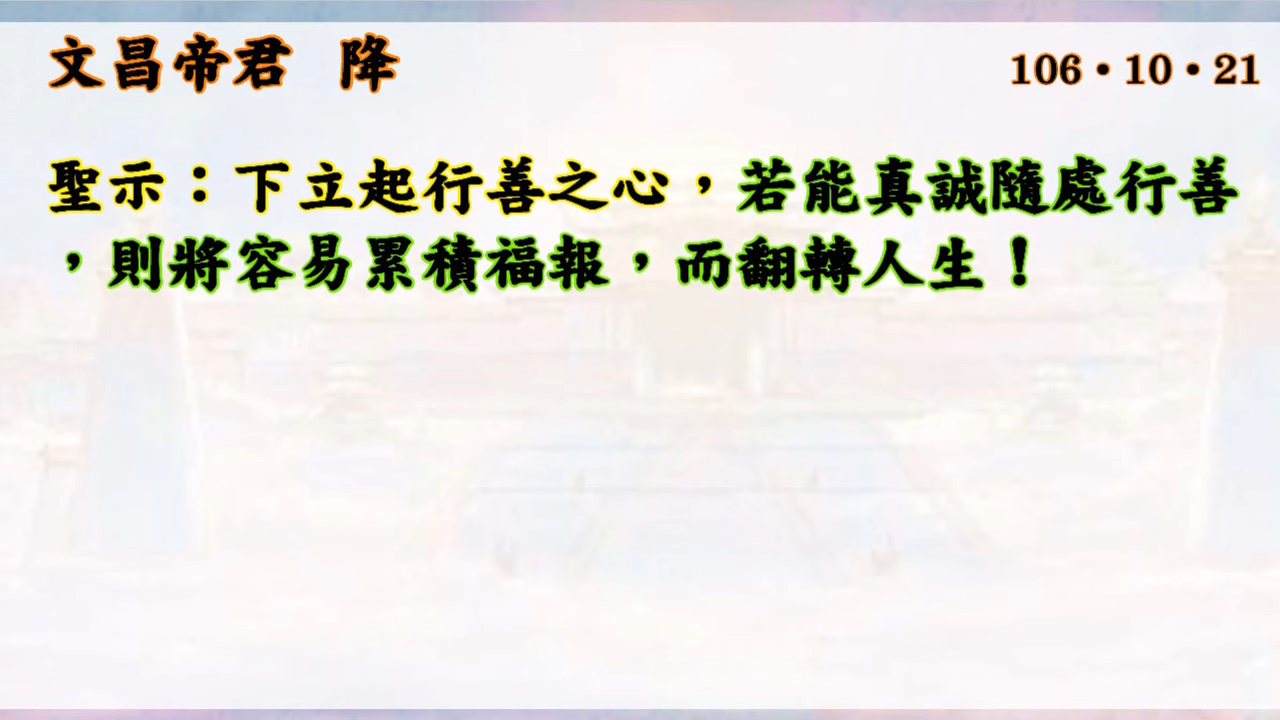 文昌帝君 降
106•10•21
聖示：下立起行善之心，若能真誠隨處行善
，則將容易累積福報，而翻轉人生！